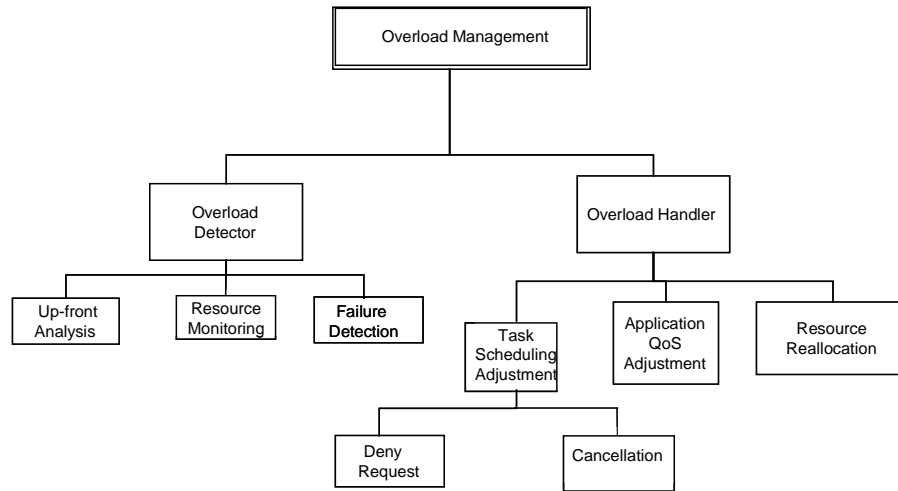 Overload Management
Overload
Detector
Overload Handler
Up-front
Analysis
Resource
Monitoring
Failure
Detection
Task
Scheduling
Adjustment
Application
QoS
Adjustment
Resource
Reallocation
Deny
Request
Cancellation